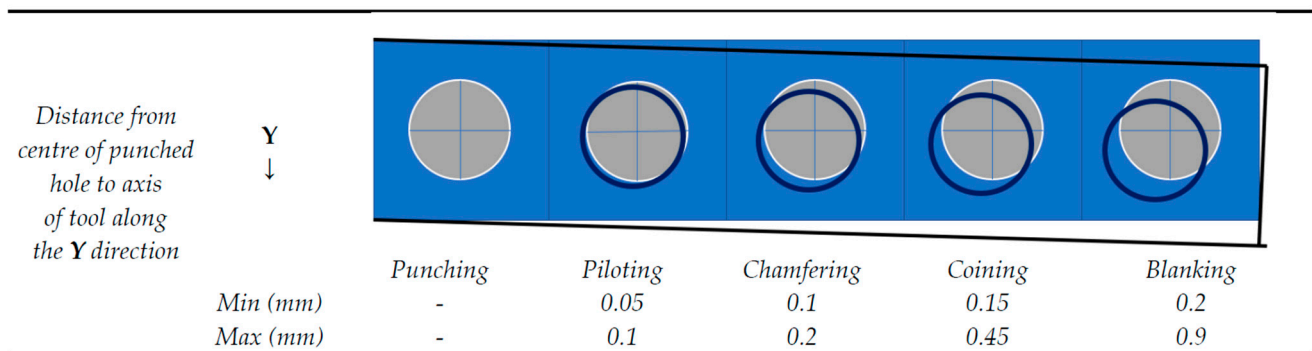 Distance from
centre of punched
hole to axis
of tool along
the Y direction
Y
↓
Punching Piloting Chamfering Coining Blanking
Min (mm) - 0.05 0.1 0.15 0.2
Max (mm) - 0.1 0.2 0.45 0.9